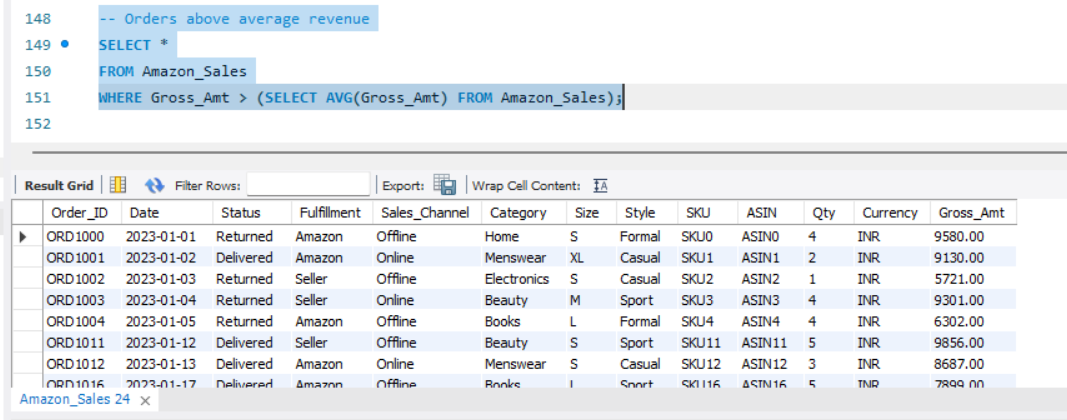 148 -- Orders above average revenue
149 SELECT *
150 FROM Amazon_Sales
151 WHERE Gross_Amt > (SELECT AVG(Gross_Amt) FROM Amazon_Sales);
152
Result Grid Filter Rows: Export: Wrap Cell Content:
Order_ID Date Status Fulfillment Sales_Channel Category Size Style SKU ASIN Qty Currency Gross_Amt
ORD1000 2023-01-01 Returned Amazon Offline Home S Formal SKU0 ASIN0 4 INR 9580.00
ORD1001 2023-01-02 Delivered Amazon Online Menswear XL Casual SKU1 ASIN1 2 INR 9130.00
ORD1002 2023-01-03 Returned Seller Offline Electronics S Casual SKU2 ASIN2 1 INR 5721.00
ORD1003 2023-01-04 Returned Seller Online Beauty M Sport SKU3 ASIN3 4 INR 9301.00
ORD1004 2023-01-05 Returned Amazon Offline Books L Formal SKU4 ASIN4 4 INR 6302.00
ORD1011 2023-01-12 Delivered Seller Offline Beauty S Sport SKU11 ASIN11 5 INR 9856.00
ORD1012 2023-01-13 Delivered Amazon Online Menswear S Casual SKU12 ASIN12 3 INR 8687.00
ORD1016 2023-01-17 Delivered Amazon Offline Books L Sport SKU16 ASIN16 5 INR 7899.00
Amazon_Sales 24